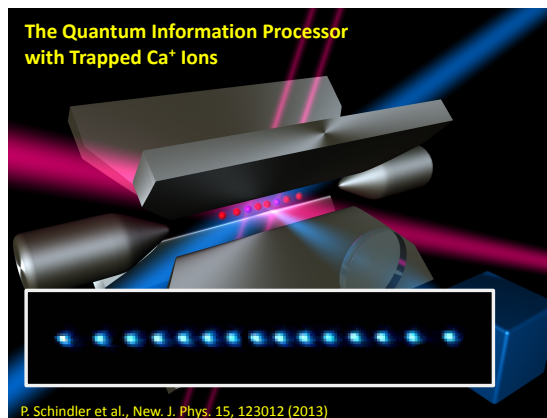 The Quantum Information Processor
with Trapped Ca⁺ Ions
P. Schindler et al., New. J. Phys. 15, 123012 (2013)